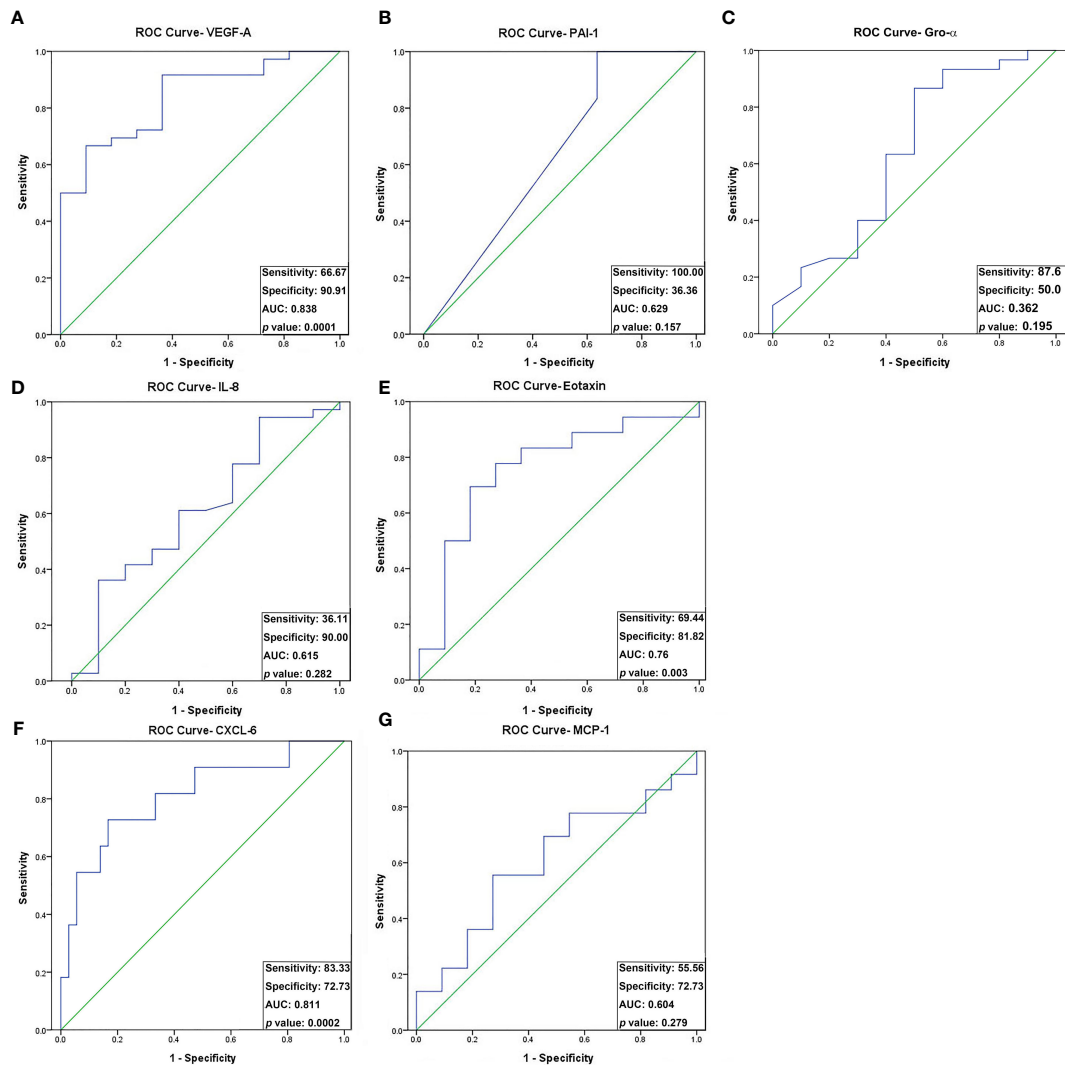 A
ROC Curve- VEGF-A
1.0
0.8
0.6
0.4
0.2
0.0
Sensitivity
0.0 0.2 0.4 0.6 0.8 1.0
1 - Specificity
Sensitivity: 66.67
Specificity: 90.91
AUC: 0.838
p value: 0.0001
B
ROC Curve- PAI-1
1.0
0.8
0.6
0.4
0.2
0.0
Sensitivity
0.0 0.2 0.4 0.6 0.8 1.0
1 - Specificity
Sensitivity: 100.00
Specificity: 36.36
AUC: 0.629
p value: 0.157
C
ROC Curve- Gro-α
1.0
0.8
0.6
0.4
0.2
0.0
Sensitivity
0.0 0.2 0.4 0.6 0.8 1.0
1 - Specificity
Sensitivity: 87.6
Specificity: 50.0
AUC: 0.362
p value: 0.195
D
ROC Curve- IL-8
1.0
0.8
0.6
0.4
0.2
0.0
Sensitivity
0.0 0.2 0.4 0.6 0.8 1.0
1 - Specificity
Sensitivity: 36.11
Specificity: 90.00
AUC: 0.615
p value: 0.282
E
ROC Curve- Eotaxin
1.0
0.8
0.6
0.4
0.2
0.0
Sensitivity
0.0 0.2 0.4 0.6 0.8 1.0
1 - Specificity
Sensitivity: 69.44
Specificity: 81.82
AUC: 0.76
p value: 0.003
F
ROC Curve- CXCL-6
1.0
0.8
0.6
0.4
0.2
0.0
Sensitivity
0.0 0.2 0.4 0.6 0.8 1.0
1 - Specificity
Sensitivity: 83.33
Specificity: 72.73
AUC: 0.811
p value: 0.0002
G
ROC Curve- MCP-1
1.0
0.8
0.6
0.4
0.2
0.0
Sensitivity
0.0 0.2 0.4 0.6 0.8 1.0
1 - Specificity
Sensitivity: 55.56
Specificity: 72.73
AUC: 0.604
p value: 0.279